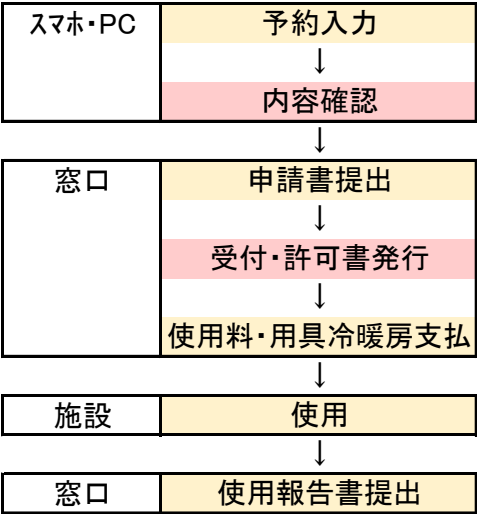 ｽﾏﾎ･PC 予約入力
↓
内容確認
↓
窓口 申請書提出
↓
受付･許可書発行
↓
使用料･用具冷暖房支払
↓
施設 使用
↓
窓口 使用報告書提出